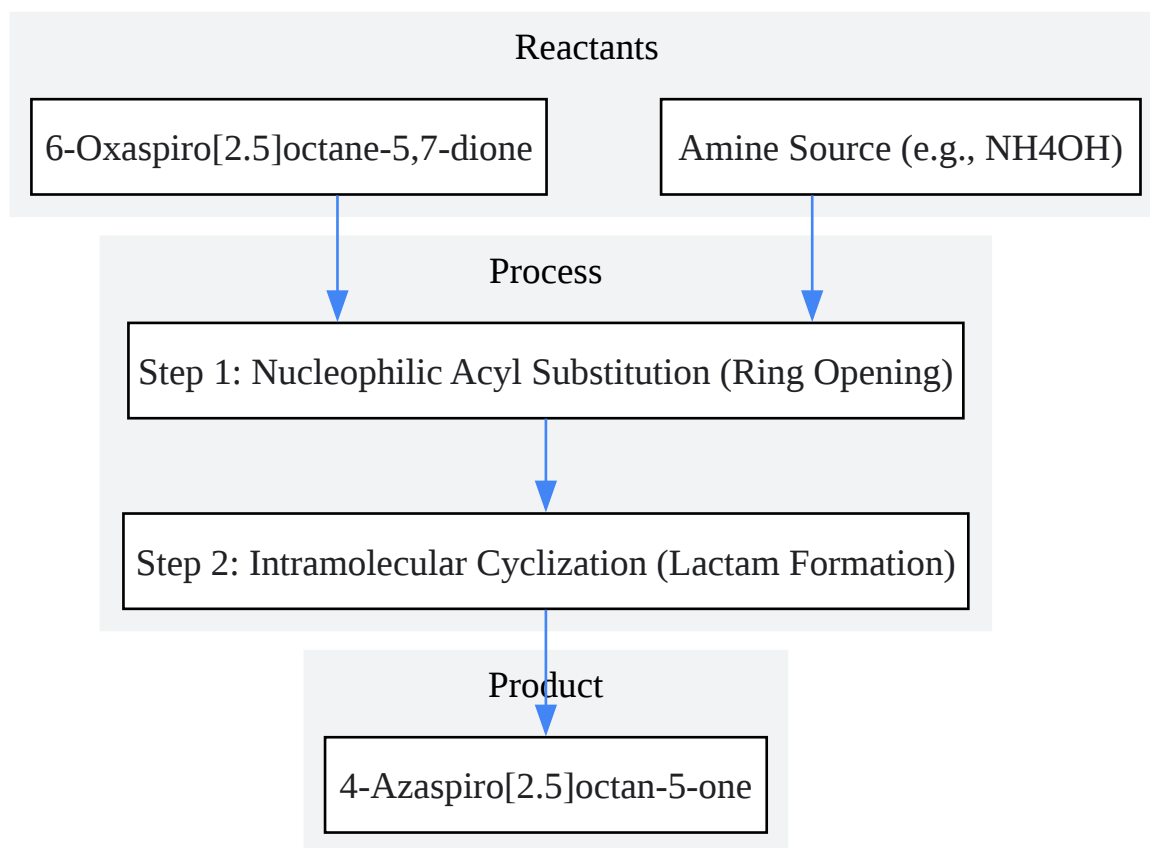 Reactants
6-Oxaspiro[2.5]octane-5,7-dione
Amine Source (e.g., NH4OH)
Process
Step 1: Nucleophilic Acyl Substitution (Ring Opening)
Step 2: Intramolecular Cyclization (Lactam Formation)
Product
4-Azaspiro[2.5]octan-5-one